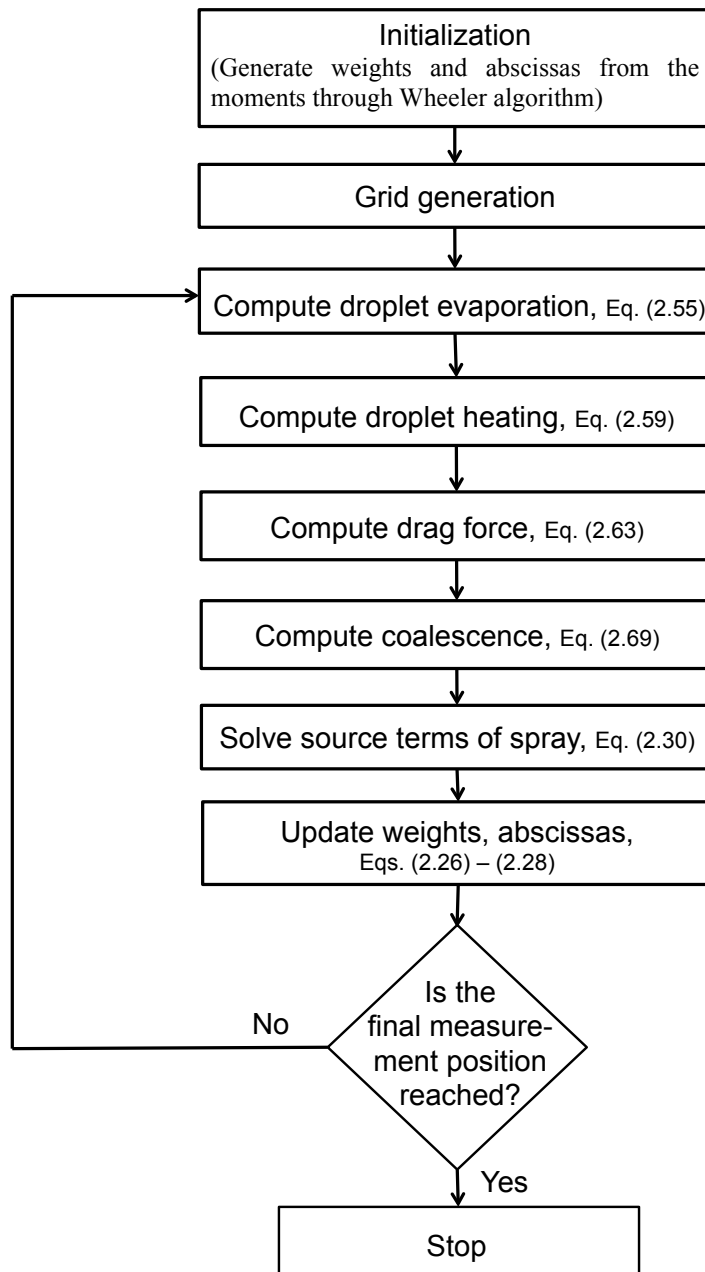 Initialization
(Generate weights and abscissas from the
moments through Wheeler algorithm)
Grid generation
Compute droplet evaporation, Eq. (2.55)
Compute droplet heating, Eq. (2.59)
Compute drag force, Eq. (2.63)
Compute coalescence, Eq. (2.69)
Solve source terms of spray, Eq. (2.30)
Update weights, abscissas,
Eqs. (2.26) – (2.28)
Is the
final measure-
ment position
reached?
No
Yes
Stop